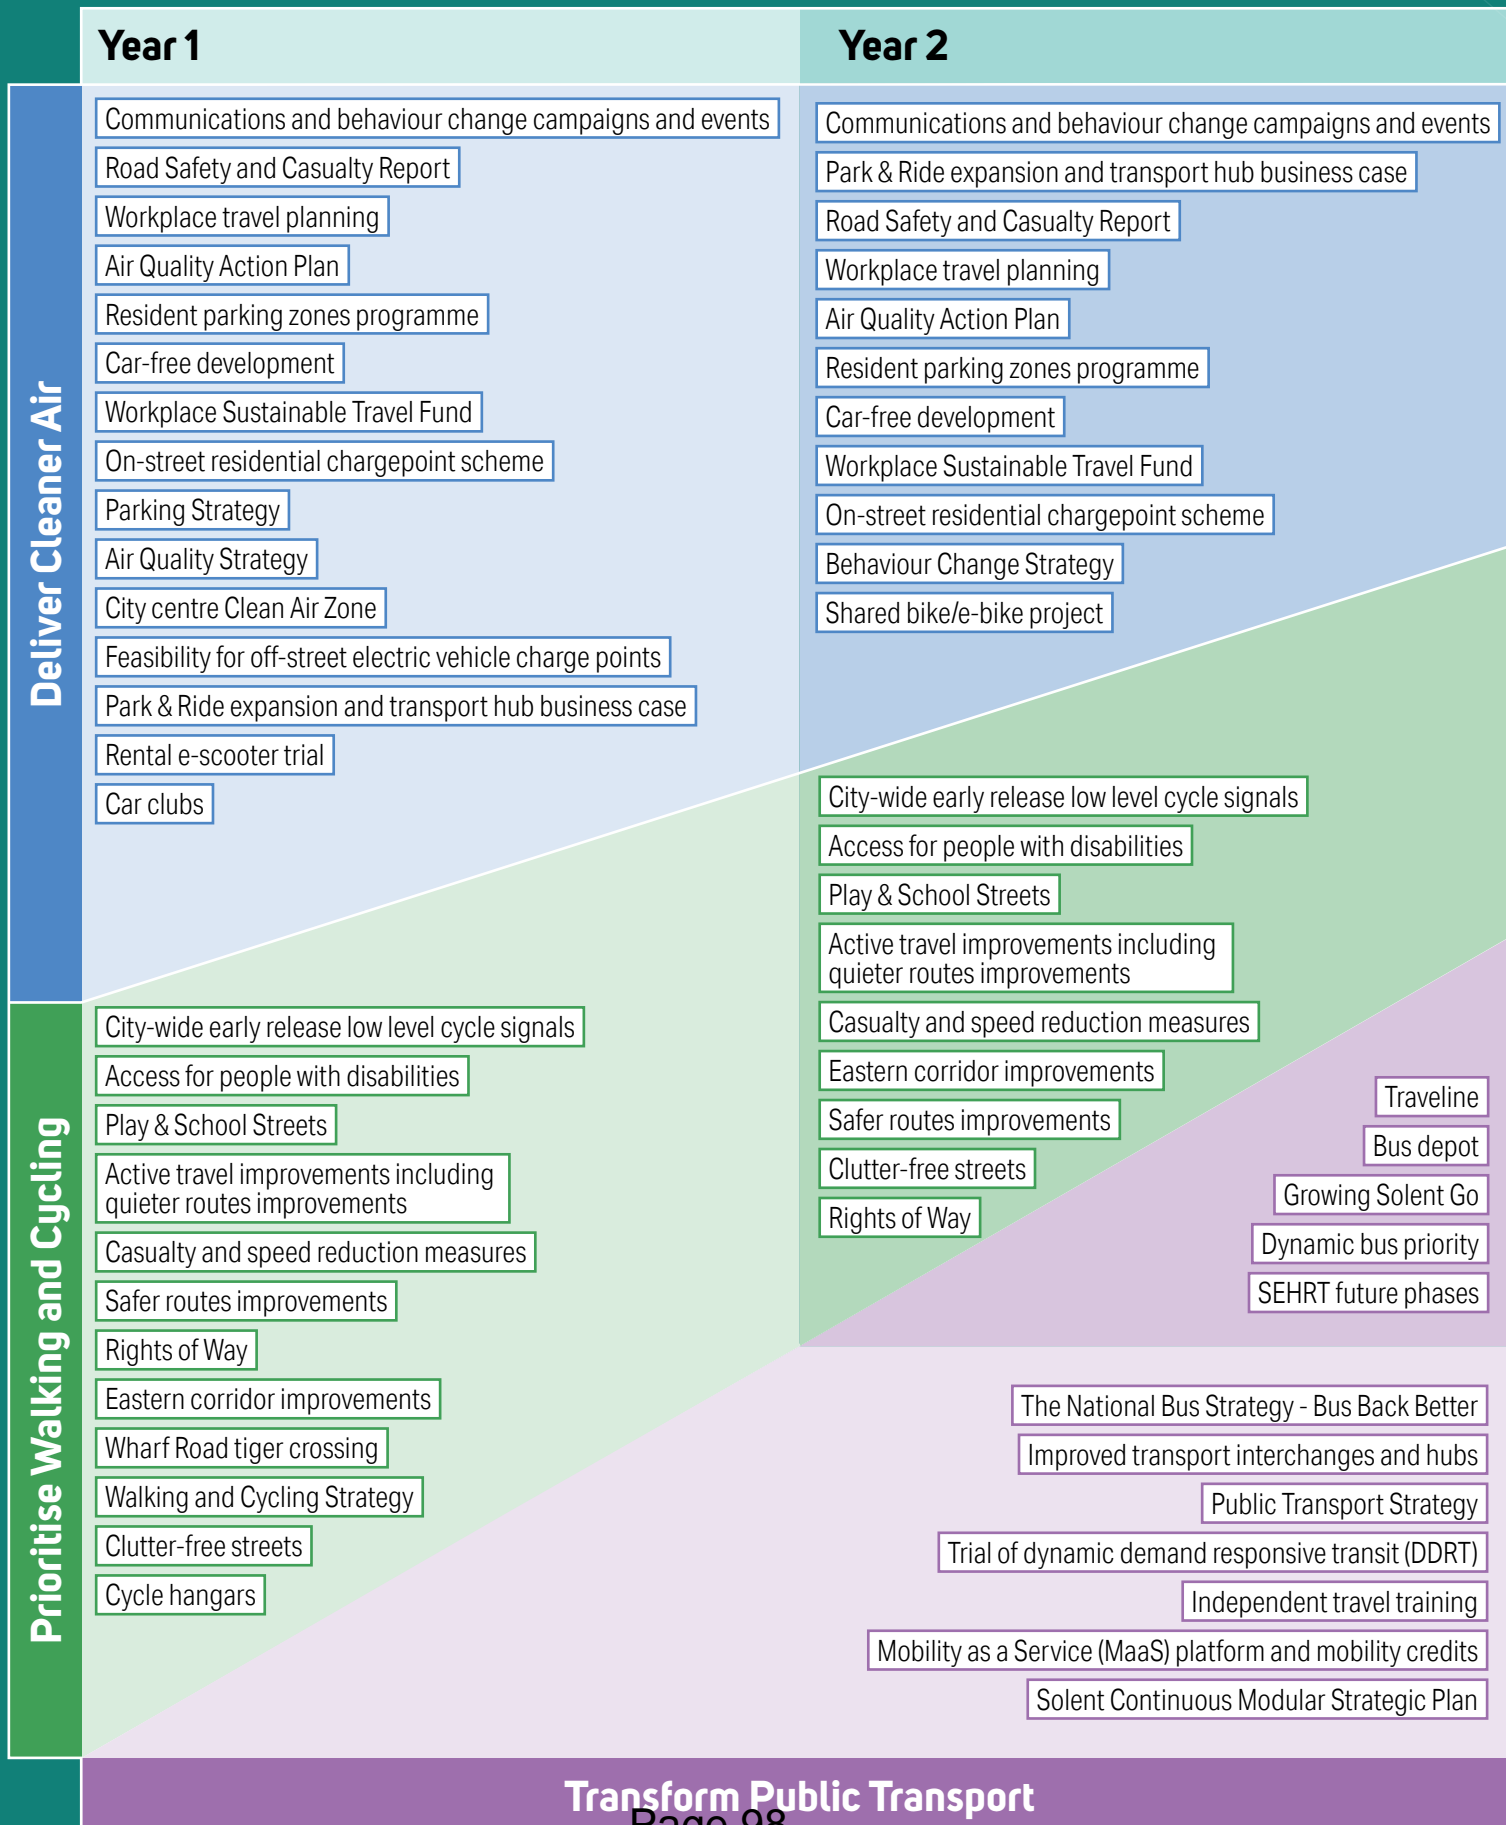 Year 1
Year 2
Deliver Cleaner Air
Communications and behaviour change campaigns and events
Road Safety and Casualty Report
Workplace travel planning
Air Quality Action Plan
Resident parking zones programme
Car-free development
Workplace Sustainable Travel Fund
On-street residential chargepoint scheme
Parking Strategy
Air Quality Strategy
City centre Clean Air Zone
Feasibility for off-street electric vehicle charge points
Park & Ride expansion and transport hub business case
Rental e-scooter trial
Car clubs
Communications and behaviour change campaigns and events
Park & Ride expansion and transport hub business case
Road Safety and Casualty Report
Workplace travel planning
Air Quality Action Plan
Resident parking zones programme
Car-free development
Workplace Sustainable Travel Fund
On-street residential chargepoint scheme
Behaviour Change Strategy
Shared bike/e-bike project
Prioritise Walking and Cycling
City-wide early release low level cycle signals
Access for people with disabilities
Play & School Streets
Active travel improvements including
quieter routes improvements
Casualty and speed reduction measures
Safer routes improvements
Rights of Way
Eastern corridor improvements
Wharf Road tiger crossing
Walking and Cycling Strategy
Clutter-free streets
Cycle hangars
City-wide early release low level cycle signals
Access for people with disabilities
Play & School Streets
Active travel improvements including
quieter routes improvements
Casualty and speed reduction measures
Eastern corridor improvements
Safer routes improvements
Clutter-free streets
Rights of Way
Traveline
Bus depot
Growing Solent Go
Dynamic bus priority
SEHRT future phases
The National Bus Strategy - Bus Back Better
Improved transport interchanges and hubs
Public Transport Strategy
Trial of dynamic demand responsive transit (DDRT)
Independent travel training
Mobility as a Service (MaaS) platform and mobility credits
Solent Continuous Modular Strategic Plan
Transform Public Transport
Page 98